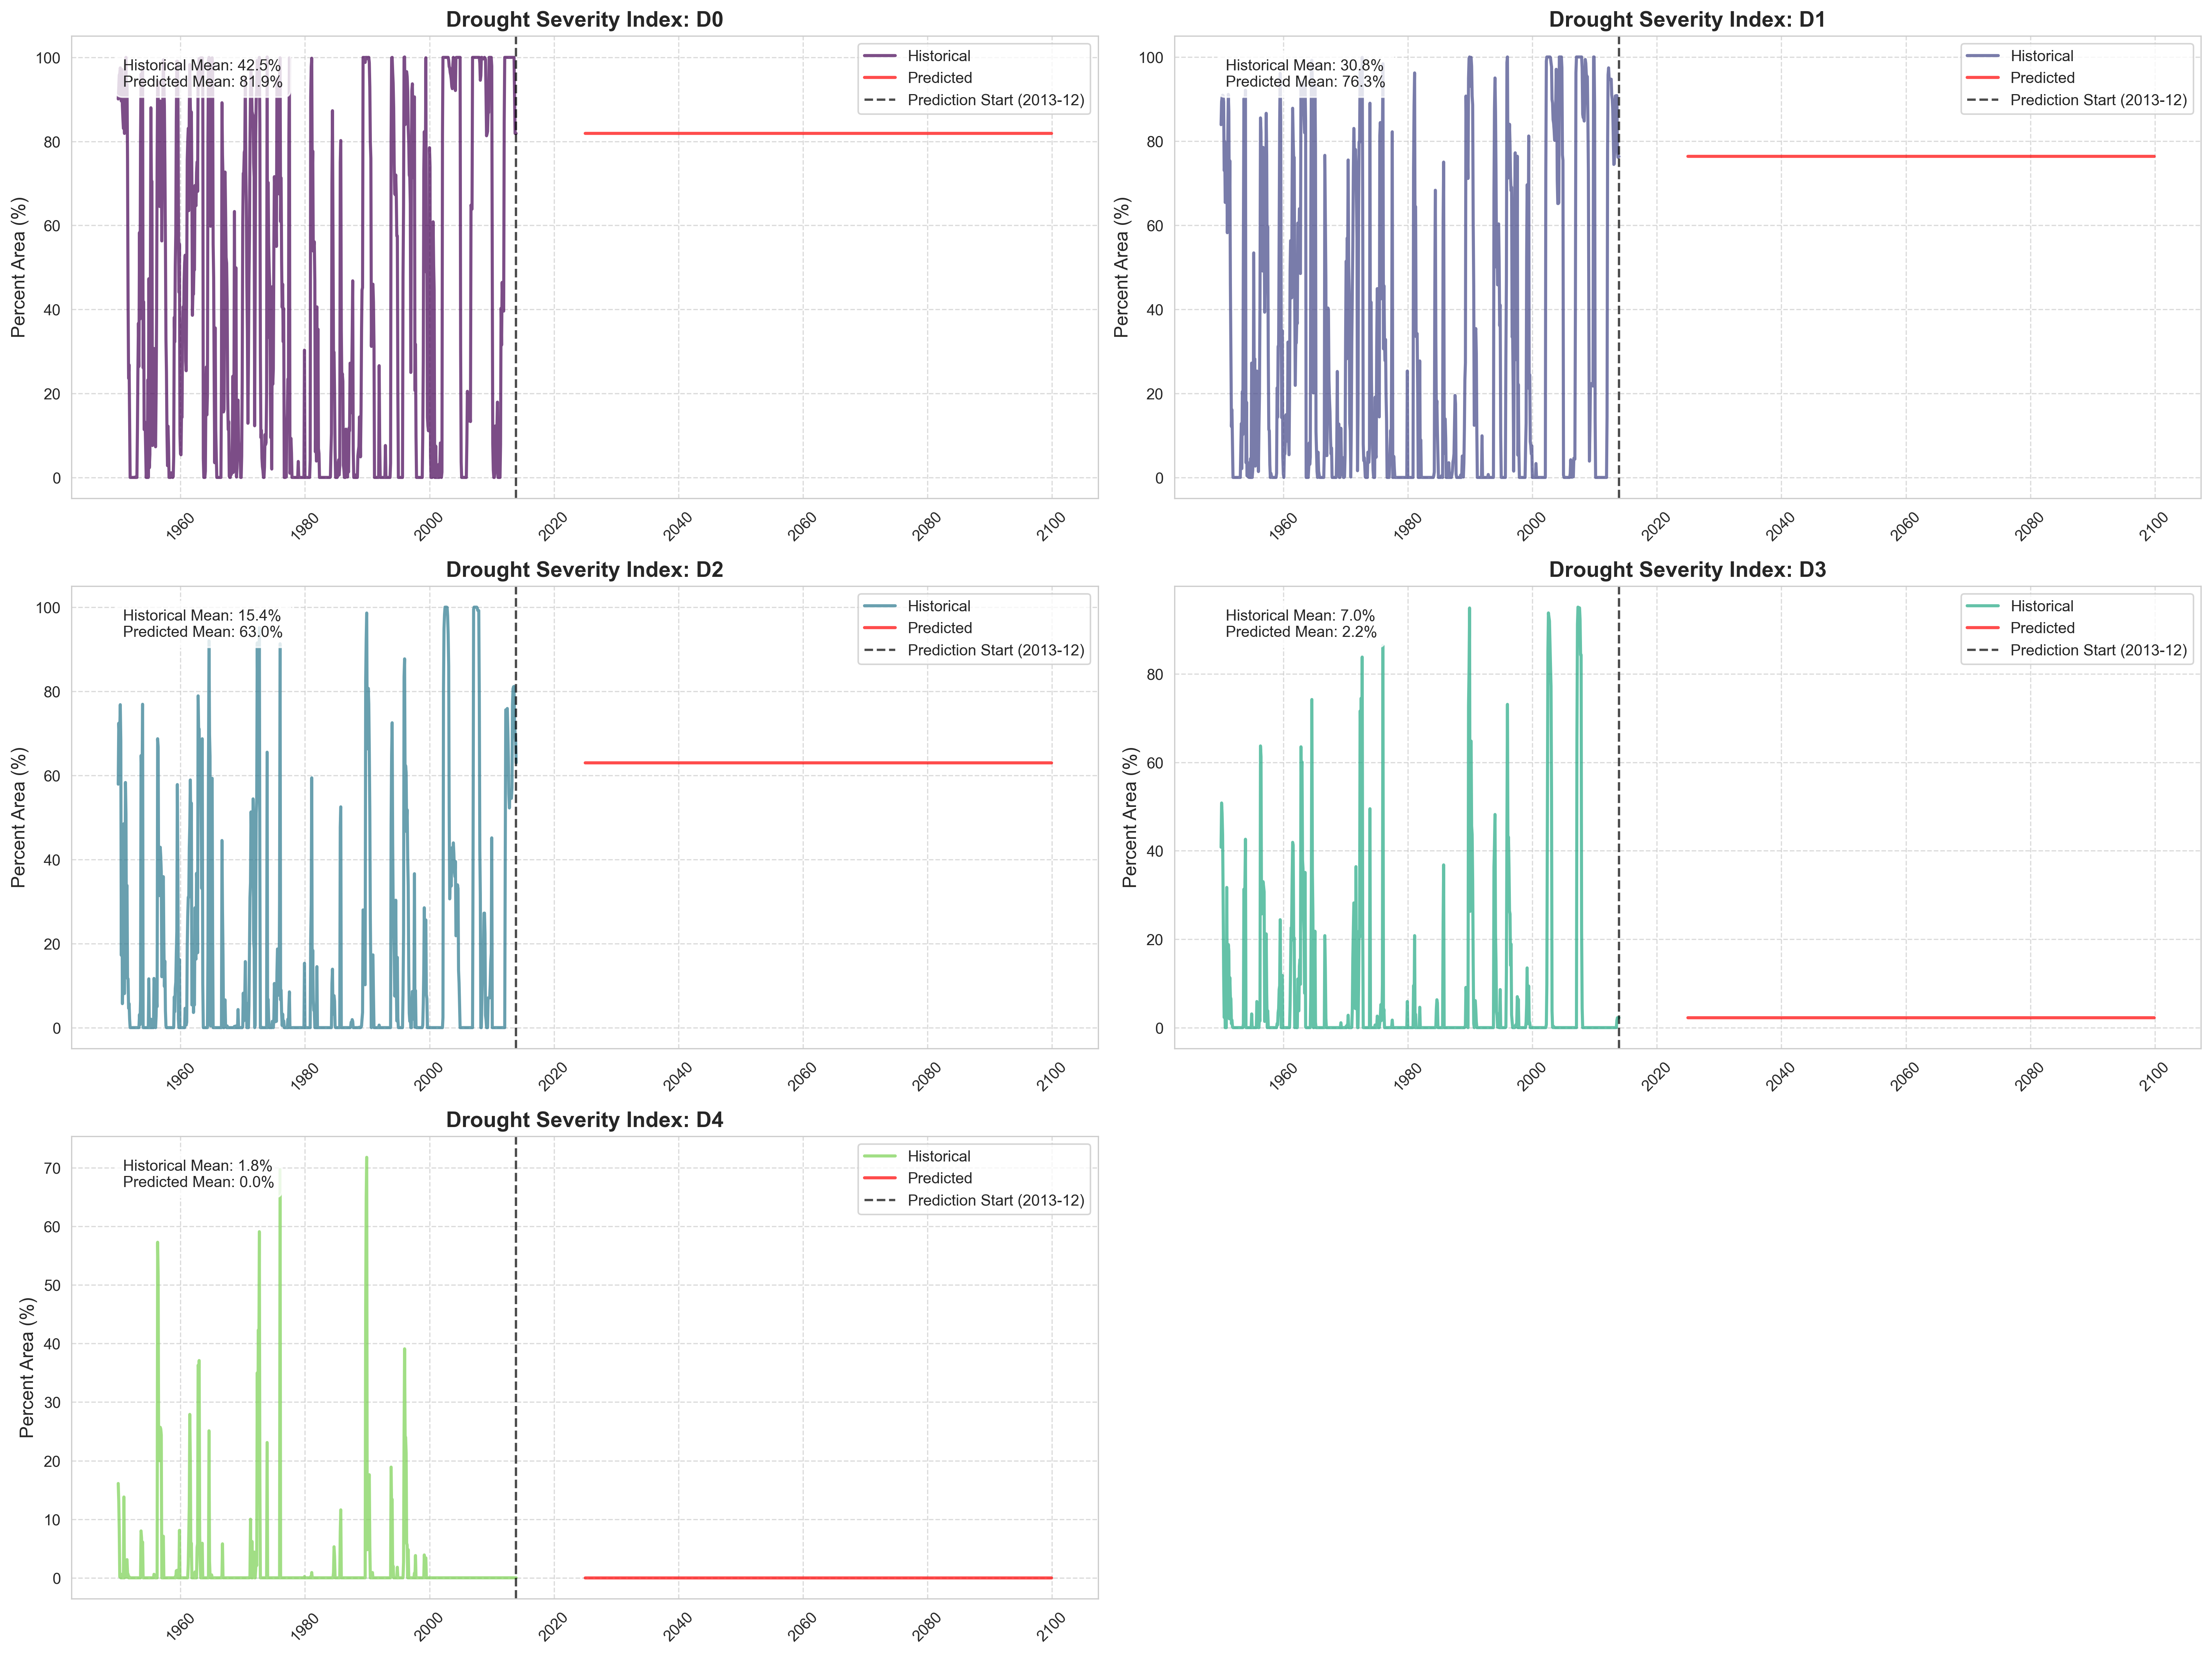 Drought Severity Index: D0
Percent Area (%)
100
80
60
40
20
0
Historical Mean: 42.5%
Predicted Mean: 81.9%
Historical
Predicted
Prediction Start (2013-12)
1960
1980
2000
2020
2040
2060
2080
2100
Drought Severity Index: D1
Percent Area (%)
100
80
60
40
20
0
Historical Mean: 30.8%
Predicted Mean: 76.3%
Historical
Predicted
Prediction Start (2013-12)
1960
1980
2000
2020
2040
2060
2080
2100
Drought Severity Index: D2
Percent Area (%)
100
80
60
40
20
0
Historical Mean: 15.4%
Predicted Mean: 63.0%
Historical
Predicted
Prediction Start (2013-12)
1960
1980
2000
2020
2040
2060
2080
2100
Drought Severity Index: D3
Percent Area (%)
80
60
40
20
0
Historical Mean: 7.0%
Predicted Mean: 2.2%
Historical
Predicted
Prediction Start (2013-12)
1960
1980
2000
2020
2040
2060
2080
2100
Drought Severity Index: D4
Percent Area (%)
70
60
50
40
30
20
10
0
Historical Mean: 1.8%
Predicted Mean: 0.0%
Historical
Predicted
Prediction Start (2013-12)
1960
1980
2000
2020
2040
2060
2080
2100